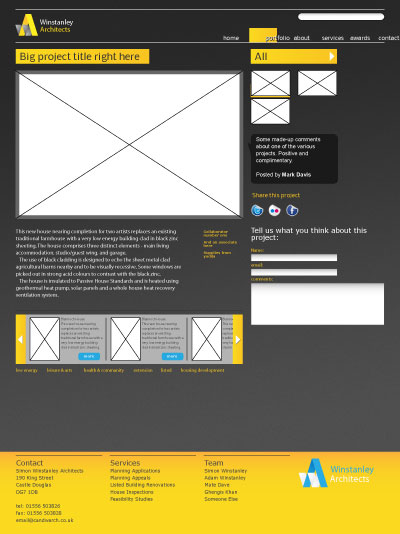 Winstanley
Architects
home portfolio about services awards contact
Big project title right here
All
Some made-up comments
about one of the various
projects. Positive and
complimentary.
Posted by Mark Davis
Share this project
This new house nearing completion for two artists replaces an existing
traditional farmhouse with a very low energy building clad in black zinc
sheeting. The house comprises three distinct elements - main living
accommodation, studio/guest wing, and garage.
The use of black cladding is designed to echo the sheet metal clad
agricultural barns nearby and to be visually recessive. Some windows are
picked out in strong acid colours to contrast with the black zinc.
The house is insulated to Passive House Standards and is heated using
geothermal heat pump, solar panels and a whole house heat recovery
ventilation system.
Collaborator
number one
And an associate
here
Supplies from
Tell us what you think about this
project:
Name:
email:
comments:
more
more
low energy leisure & arts health & community extension listed housing development
Contact
Simon Winstanley Architects
190 King Street
Castle Douglas
DG7 1DB
tel: 01556 503826
fax: 01556 503828
email@candwarch.co.uk
Services
Planning Applications
Planning Appeals
Listed Building Renovations
House Inspections
Feasibility Studies
Team
Simon Winstanley
Adam Winstanley
Mate Dave
Ghengis Khan
Someone Else
Winstanley
Architects